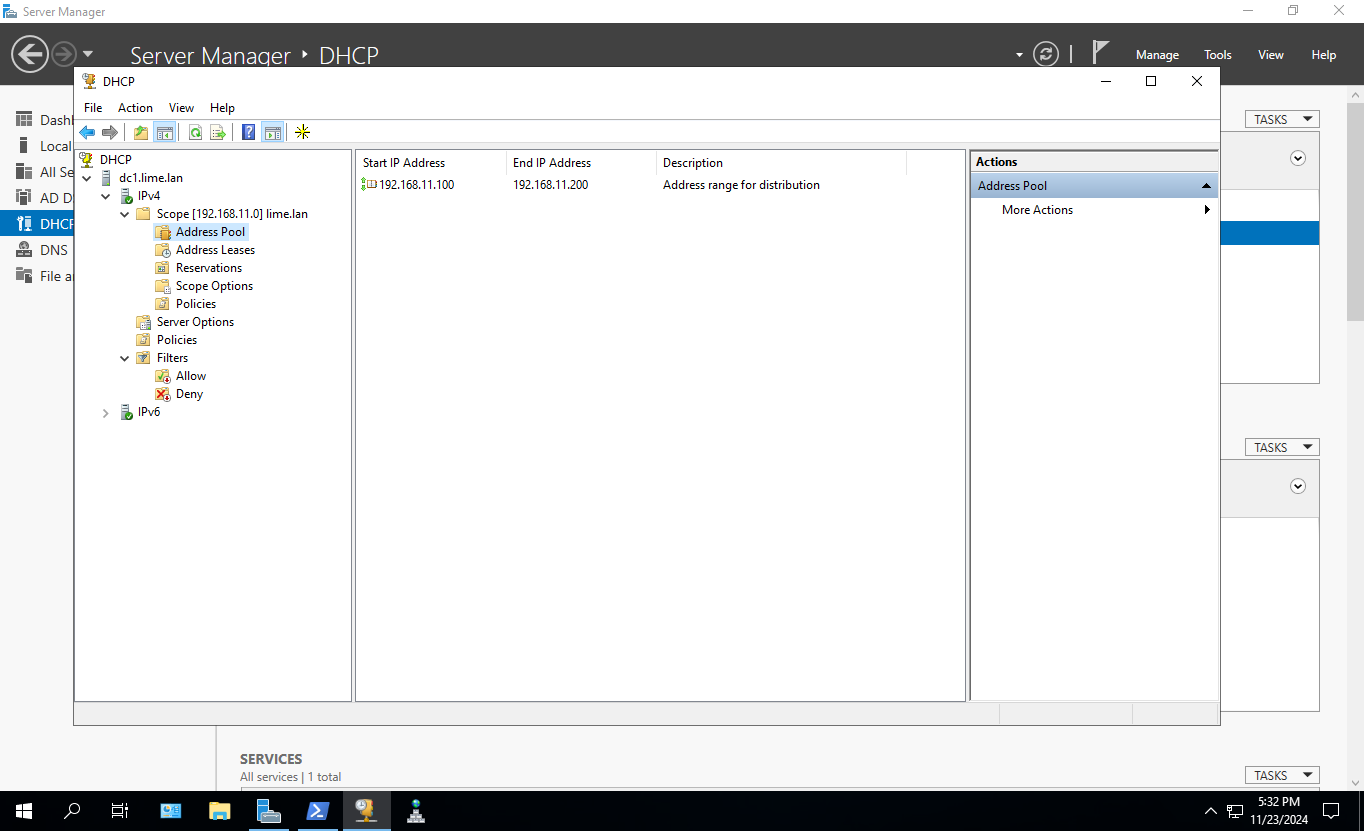 Server Manager
Server Manager ‣ DHCP
Manage Tools View Help
DHCP
File Action View Help
Dashb
Local
All Se
AD D
DHCP
DNS
File a
DHCP
dc1.lime.lan
IPv4
Scope [192.168.11.0] lime.lan
Address Pool
Address Leases
Reservations
Scope Options
Policies
Server Options
Policies
Filters
Allow
Deny
IPv6
Start IP Address End IP Address Description
192.168.11.100 192.168.11.200 Address range for distribution
Actions
Address Pool
More Actions
TASKS
TASKS
SERVICES
All services | 1 total
TASKS
5:32 PM
11/23/2024